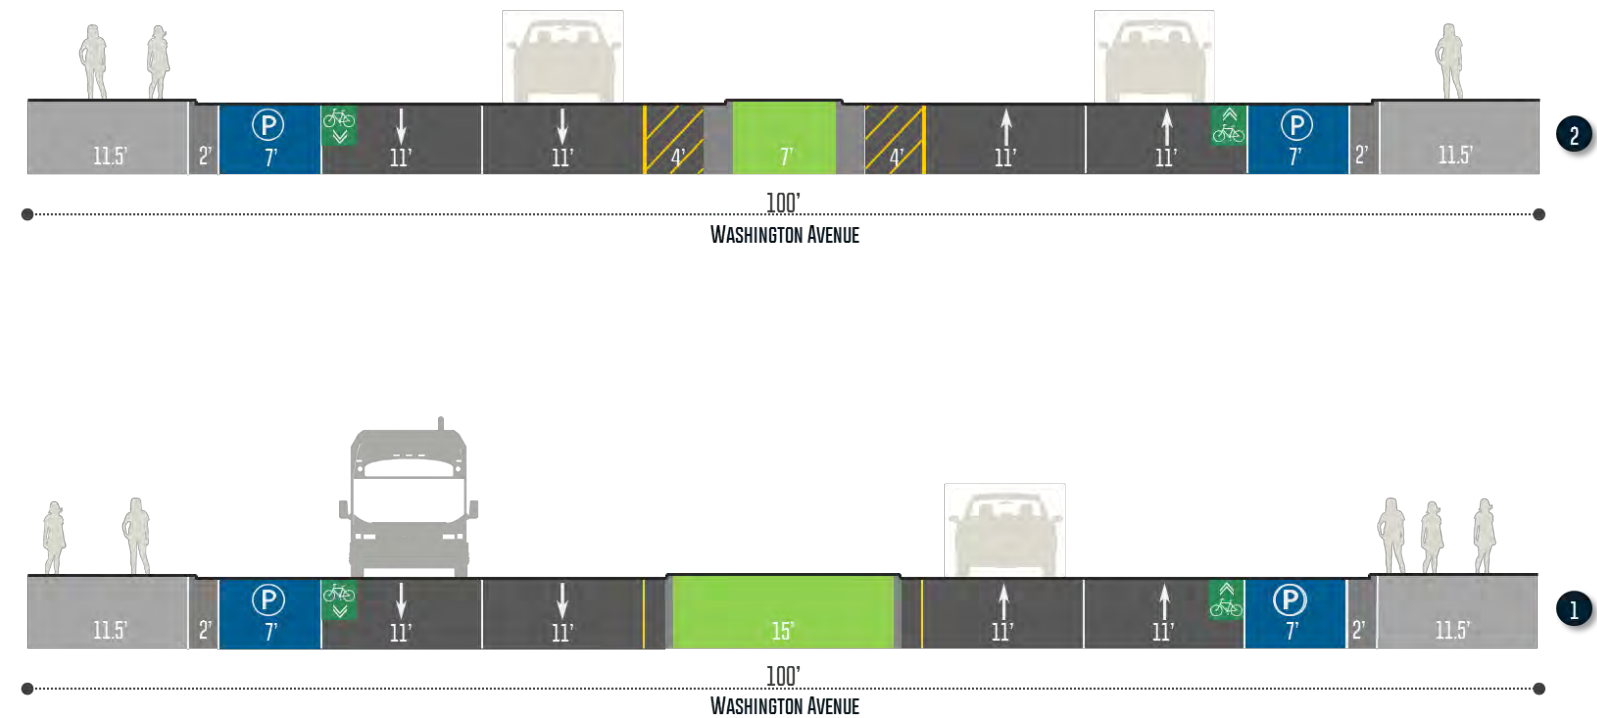 11.5' 2' P 7' 11' 11' 4' 7' 4' 11' 11' P 7' 2' 11.5' 2
100'
WASHINGTON AVENUE
11.5' 2' P 7' 11' 11' 15' 11' 11' P 7' 2' 11.5' 1
100'
WASHINGTON AVENUE